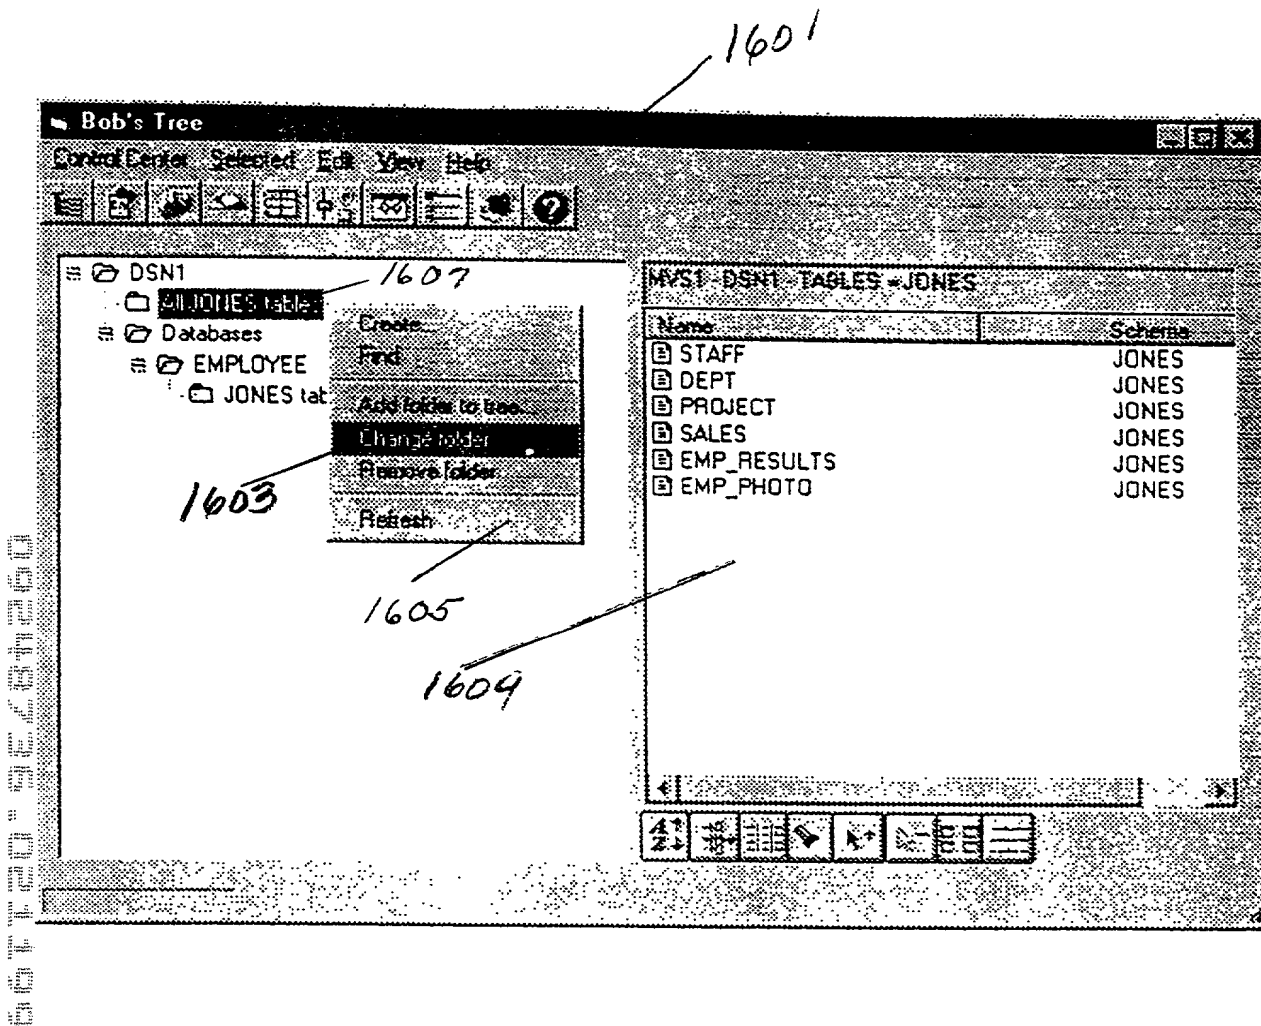 1601
Bob's Tree
Control Center Selected Edit View Help
DSN1
1607
All JONES table
Databases
EMPLOYEE
JONES tab
Create...
Find
Add folder to tree...
Change folder
Remove folder
Refresh
1603
1605
1604
MVS1 - DSN1 - TABLES =JONES
Name Schema
STAFF JONES
DEPT JONES
PROJECT JONES
SALES JONES
EMP_RESULTS JONES
EMP_PHOTO JONES